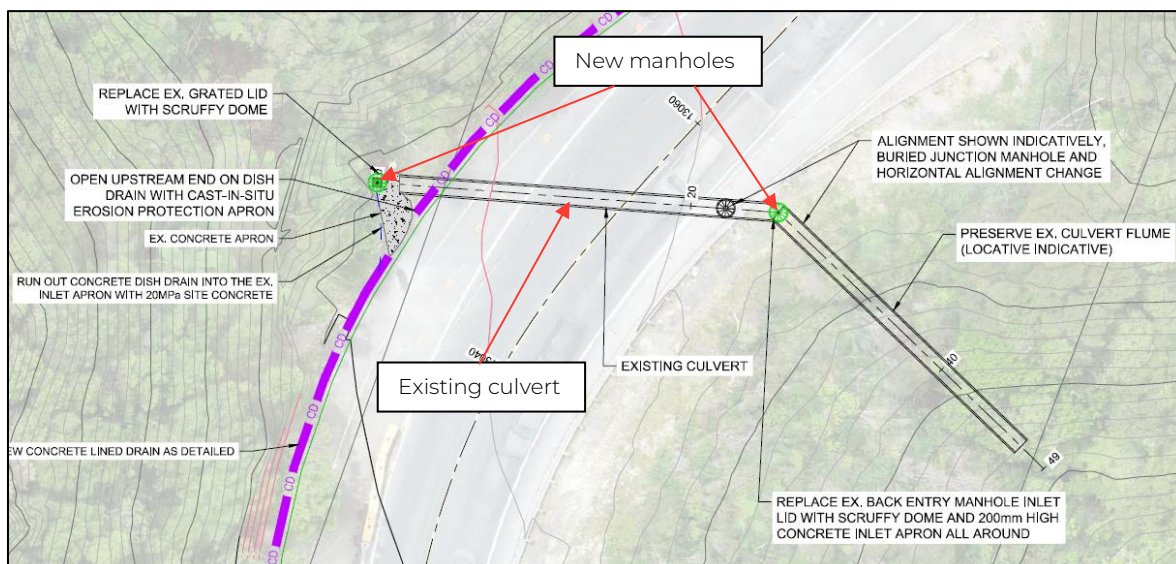 New manholes
REPLACE EX. GRATED LID
WITH SCRUFFY DOME
OPEN UPSTREAM END ON DISH
DRAIN WITH CAST-IN-SITU
EROSION PROTECTION APRON
EX. CONCRETE APRON
RUN OUT CONCRETE DISH DRAIN INTO THE EX.
INLET APRON WITH 20MPa SITE CONCRETE
EW CONCRETE LINED DRAIN AS DETAILED
CD
CD
CD
CD
CD
CD
CD
CD
13060
20
ALIGNMENT SHOWN INDICATIVELY,
BURIED JUNCTION MANHOLE AND
HORIZONTAL ALIGNMENT CHANGE
PRESERVE EX. CULVERT FLUME
(LOCATIVE INDICATIVE)
EXISTING CULVERT
Existing culvert
40
49
REPLACE EX. BACK ENTRY MANHOLE INLET
LID WITH SCRUFFY DOME AND 200mm HIGH
CONCRETE INLET APRON ALL AROUND